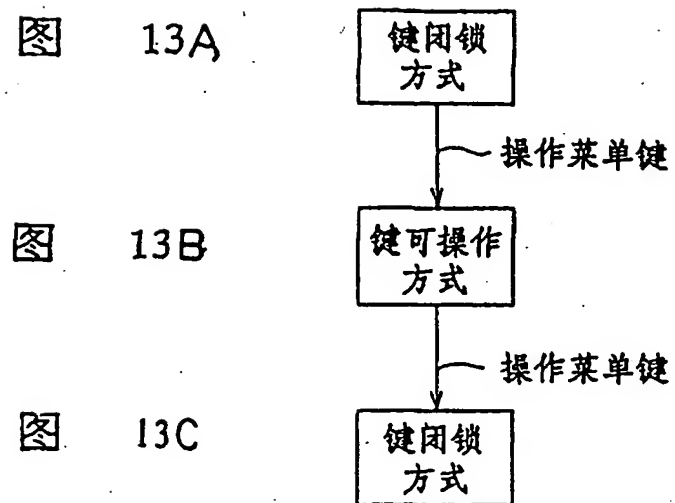 图 13A
键闭锁
方式
操作菜单键
图 13B
键可操作
方式
操作菜单键
图 13C
键闭锁
方式